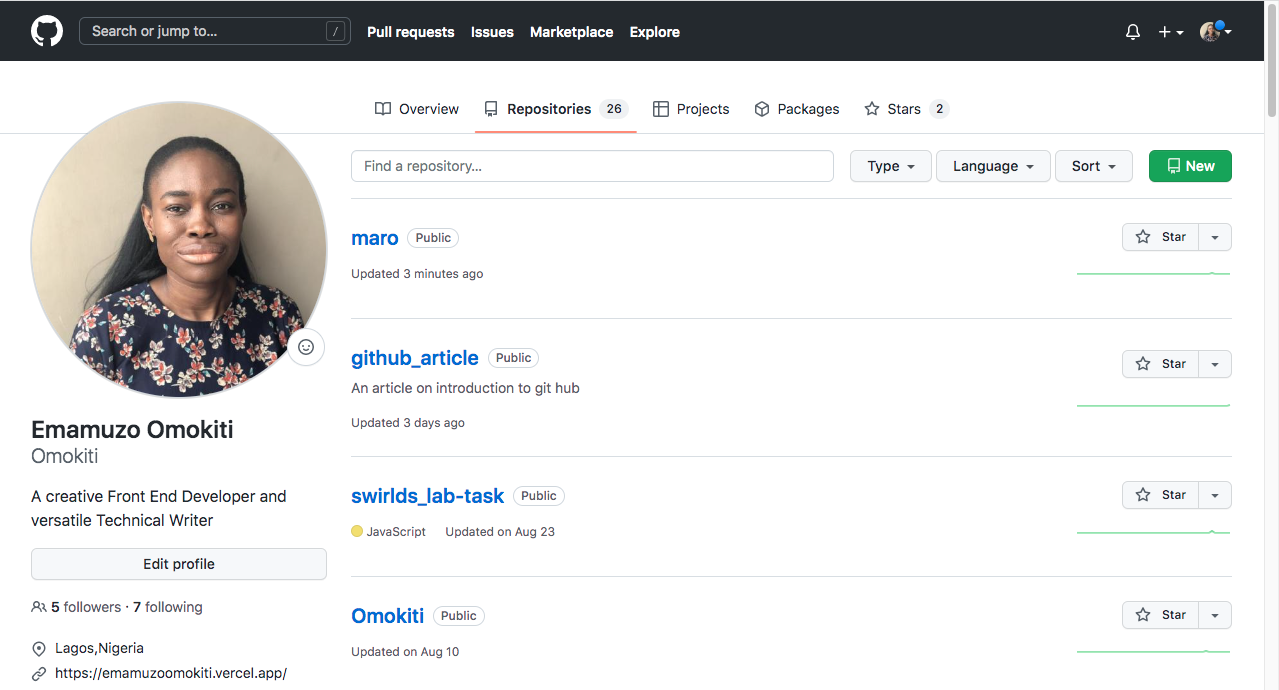 Search or jump to... /
Pull requests Issues Marketplace Explore
Overview Repositories 26 Projects Packages Stars 2
Find a repository... Type Language Sort New
maro Public Star
Updated 3 minutes ago
github_article Public Star
An article on introduction to git hub
Updated 3 days ago
Emamuzo Omokiti
Omokiti
A creative Front End Developer and
versatile Technical Writer
Edit profile
5 followers · 7 following
Lagos,Nigeria
https://emamuzoomokiti.vercel.app/
swirlds_lab-task Public Star
JavaScript Updated on Aug 23
Omokiti Public Star
Updated on Aug 10